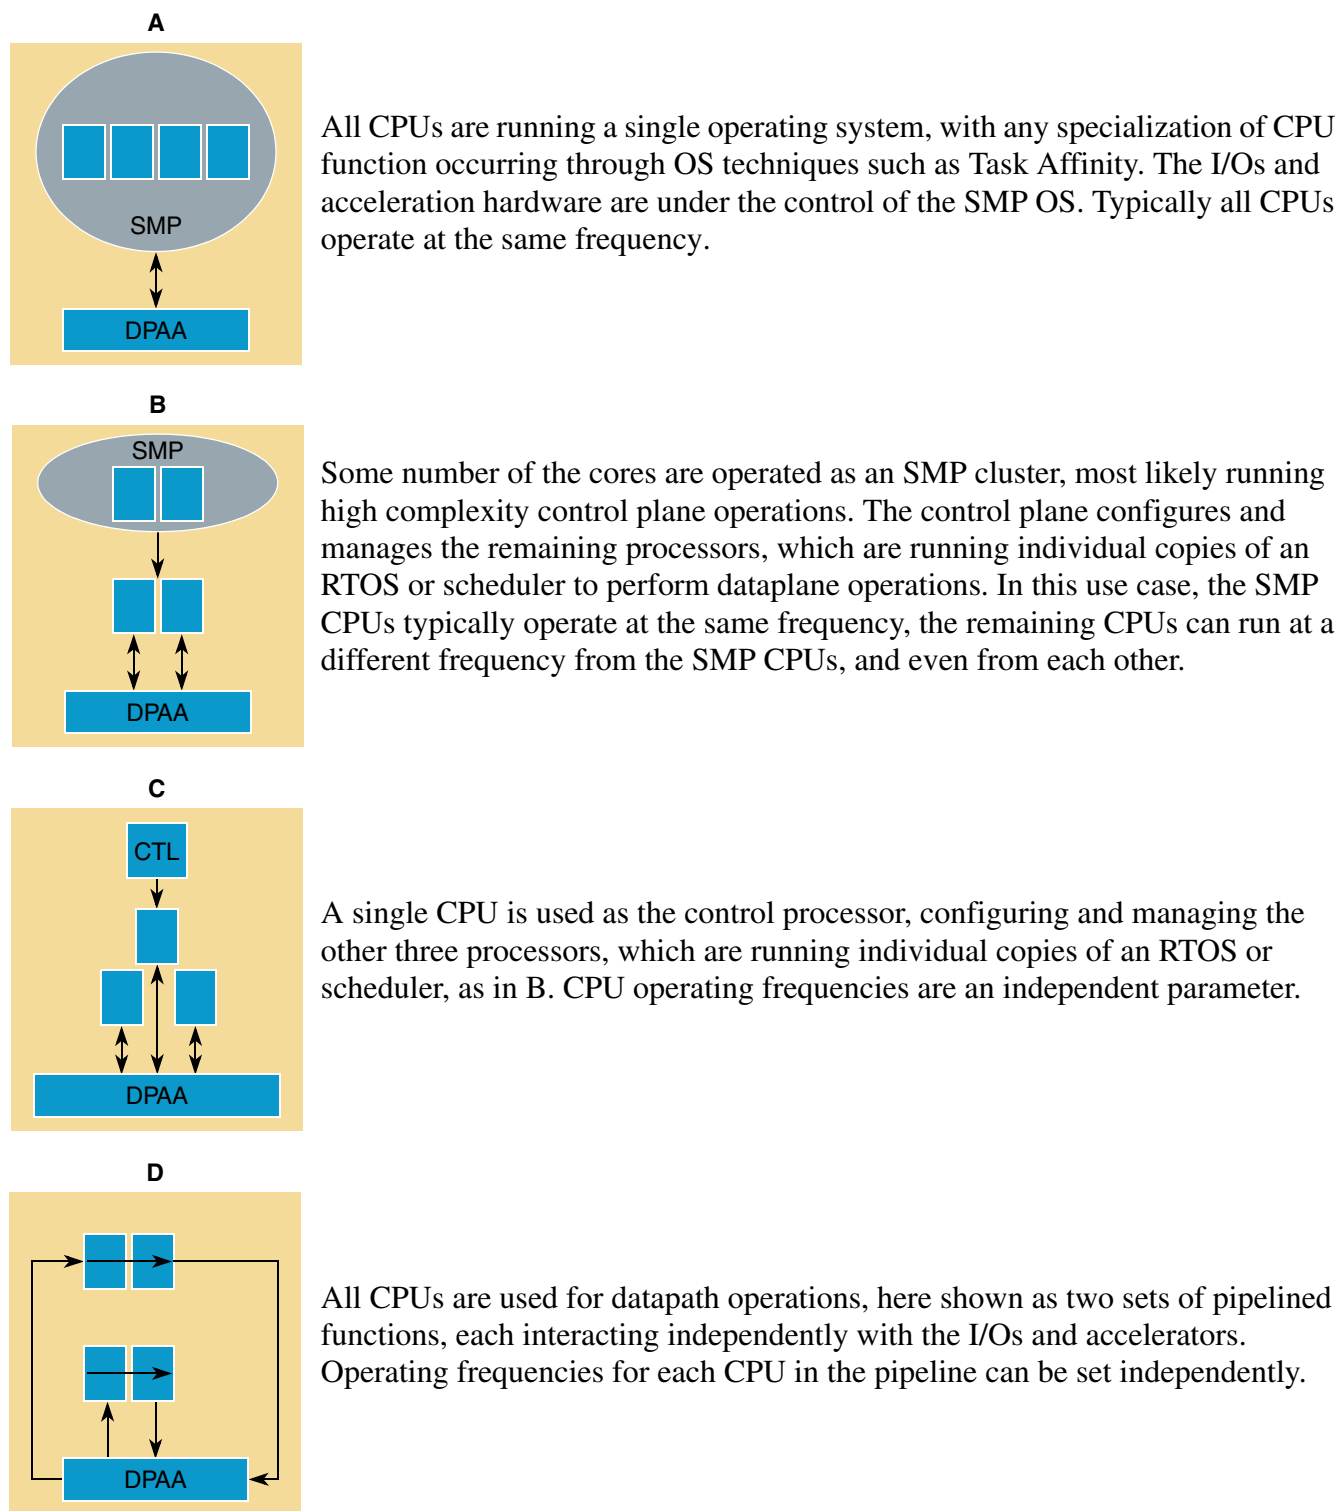 A
SMP
DPAA
All CPUs are running a single operating system, with any specialization of CPU
function occurring through OS techniques such as Task Affinity. The I/Os and
acceleration hardware are under the control of the SMP OS. Typically all CPUs
operate at the same frequency.
B
SMP
DPAA
Some number of the cores are operated as an SMP cluster, most likely running
high complexity control plane operations. The control plane configures and
manages the remaining processors, which are running individual copies of an
RTOS or scheduler to perform dataplane operations. In this use case, the SMP
CPUs typically operate at the same frequency, the remaining CPUs can run at a
different frequency from the SMP CPUs, and even from each other.
C
CTL
DPAA
A single CPU is used as the control processor, configuring and managing the
other three processors, which are running individual copies of an RTOS or
scheduler, as in B. CPU operating frequencies are an independent parameter.
D
DPAA
All CPUs are used for datapath operations, here shown as two sets of pipelined
functions, each interacting independently with the I/Os and accelerators.
Operating frequencies for each CPU in the pipeline can be set independently.